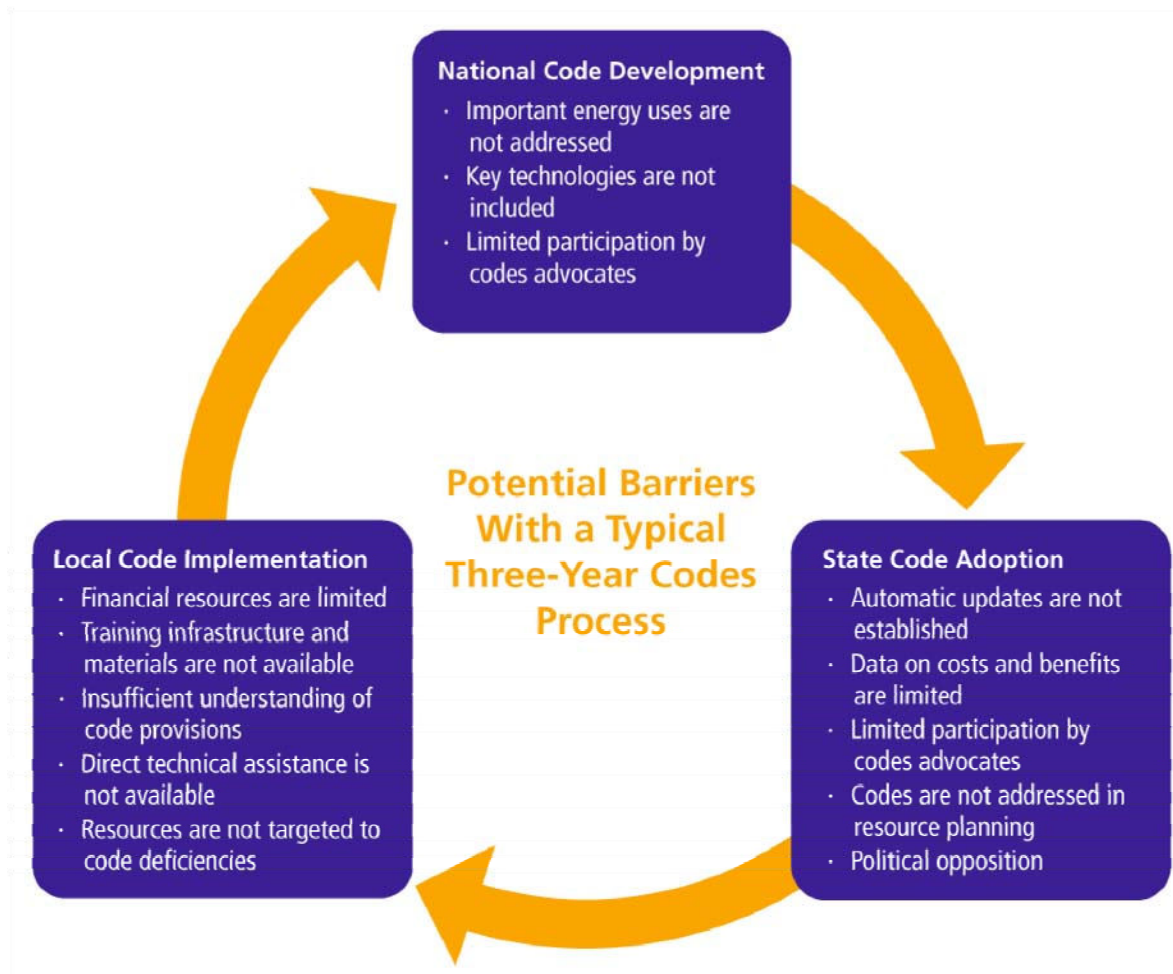 National Code Development
· Important energy uses are
not addressed
· Key technologies are not
included
· Limited participation by
codes advocates
Potential Barriers
With a Typical
Three-Year Codes
Process
State Code Adoption
· Automatic updates are not
established
· Data on costs and benefits
are limited
· Limited participation by
codes advocates
· Codes are not addressed in
resource planning
· Political opposition
Local Code Implementation
· Financial resources are limited
· Training infrastructure and
materials are not available
· Insufficient understanding of
code provisions
· Direct technical assistance is
not available
· Resources are not targeted to
code deficiencies